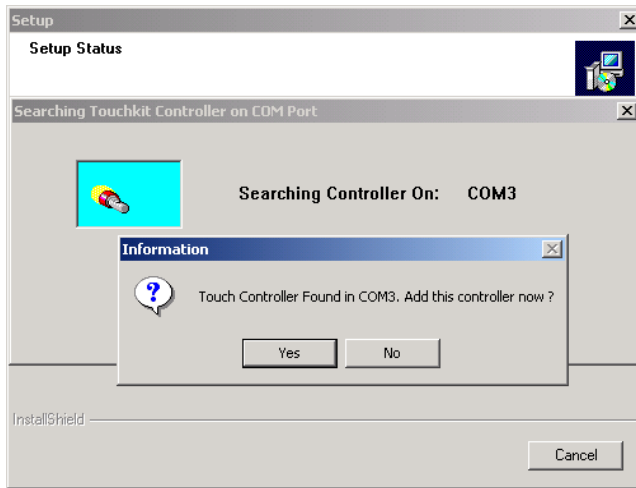 Setup
Setup Status
Searching Touchkit Controller on COM Port
Searching Controller On: COM3
Information
Touch Controller Found in COM3. Add this controller now ?
Yes No
InstallShield
Cancel